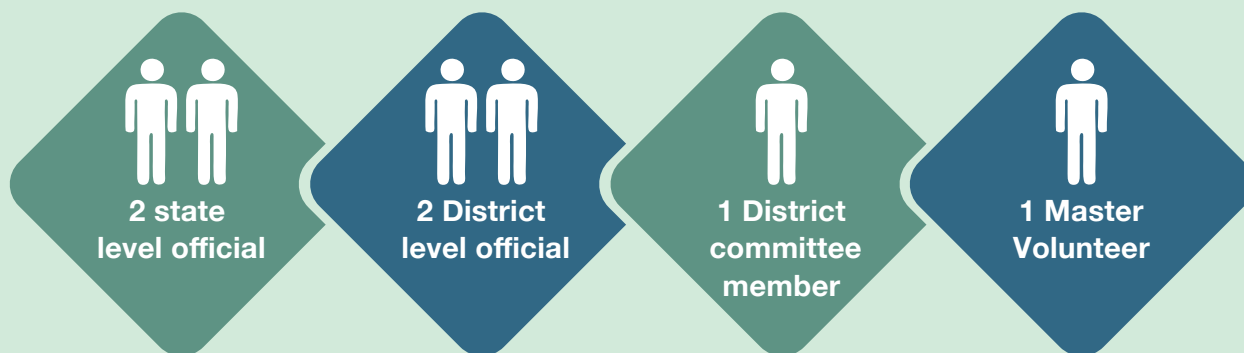 2 state
level official
2 District
level official
1 District
committee
member
1 Master
Volunteer